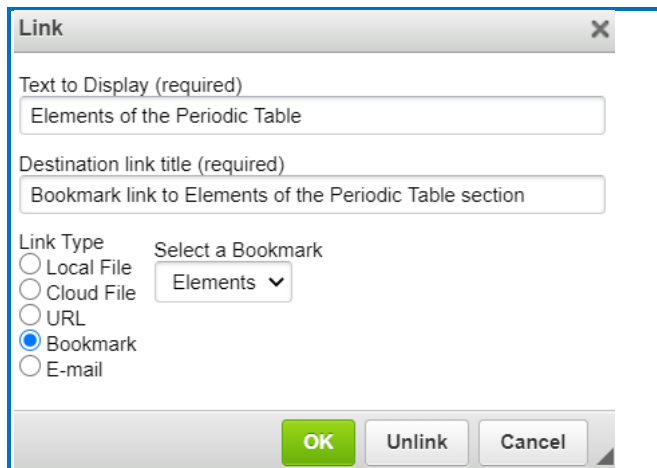 Link
Text to Display (required)
Elements of the Periodic Table
Destination link title (required)
Bookmark link to Elements of the Periodic Table section
Link Type
Local File
Cloud File
URL
Bookmark
E-mail
Select a Bookmark
Elements
OK
Unlink
Cancel